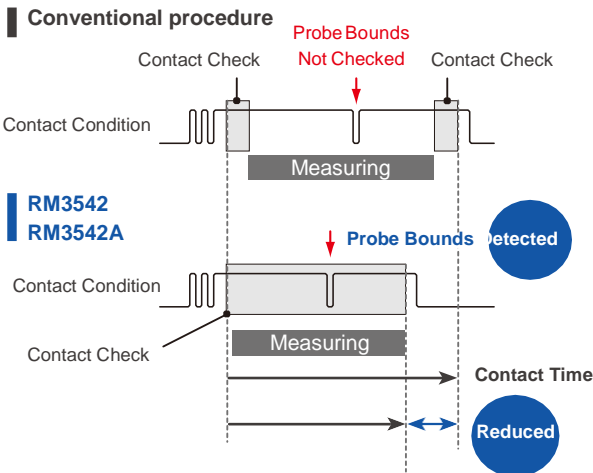 Conventional procedure
Probe Bounds
Not Checked
Contact Check
Contact Check
Contact Condition
Measuring
RM3542
RM3542A
Probe Bounds Detected
Contact Condition
Measuring
Contact Check
Contact Time
Reduced